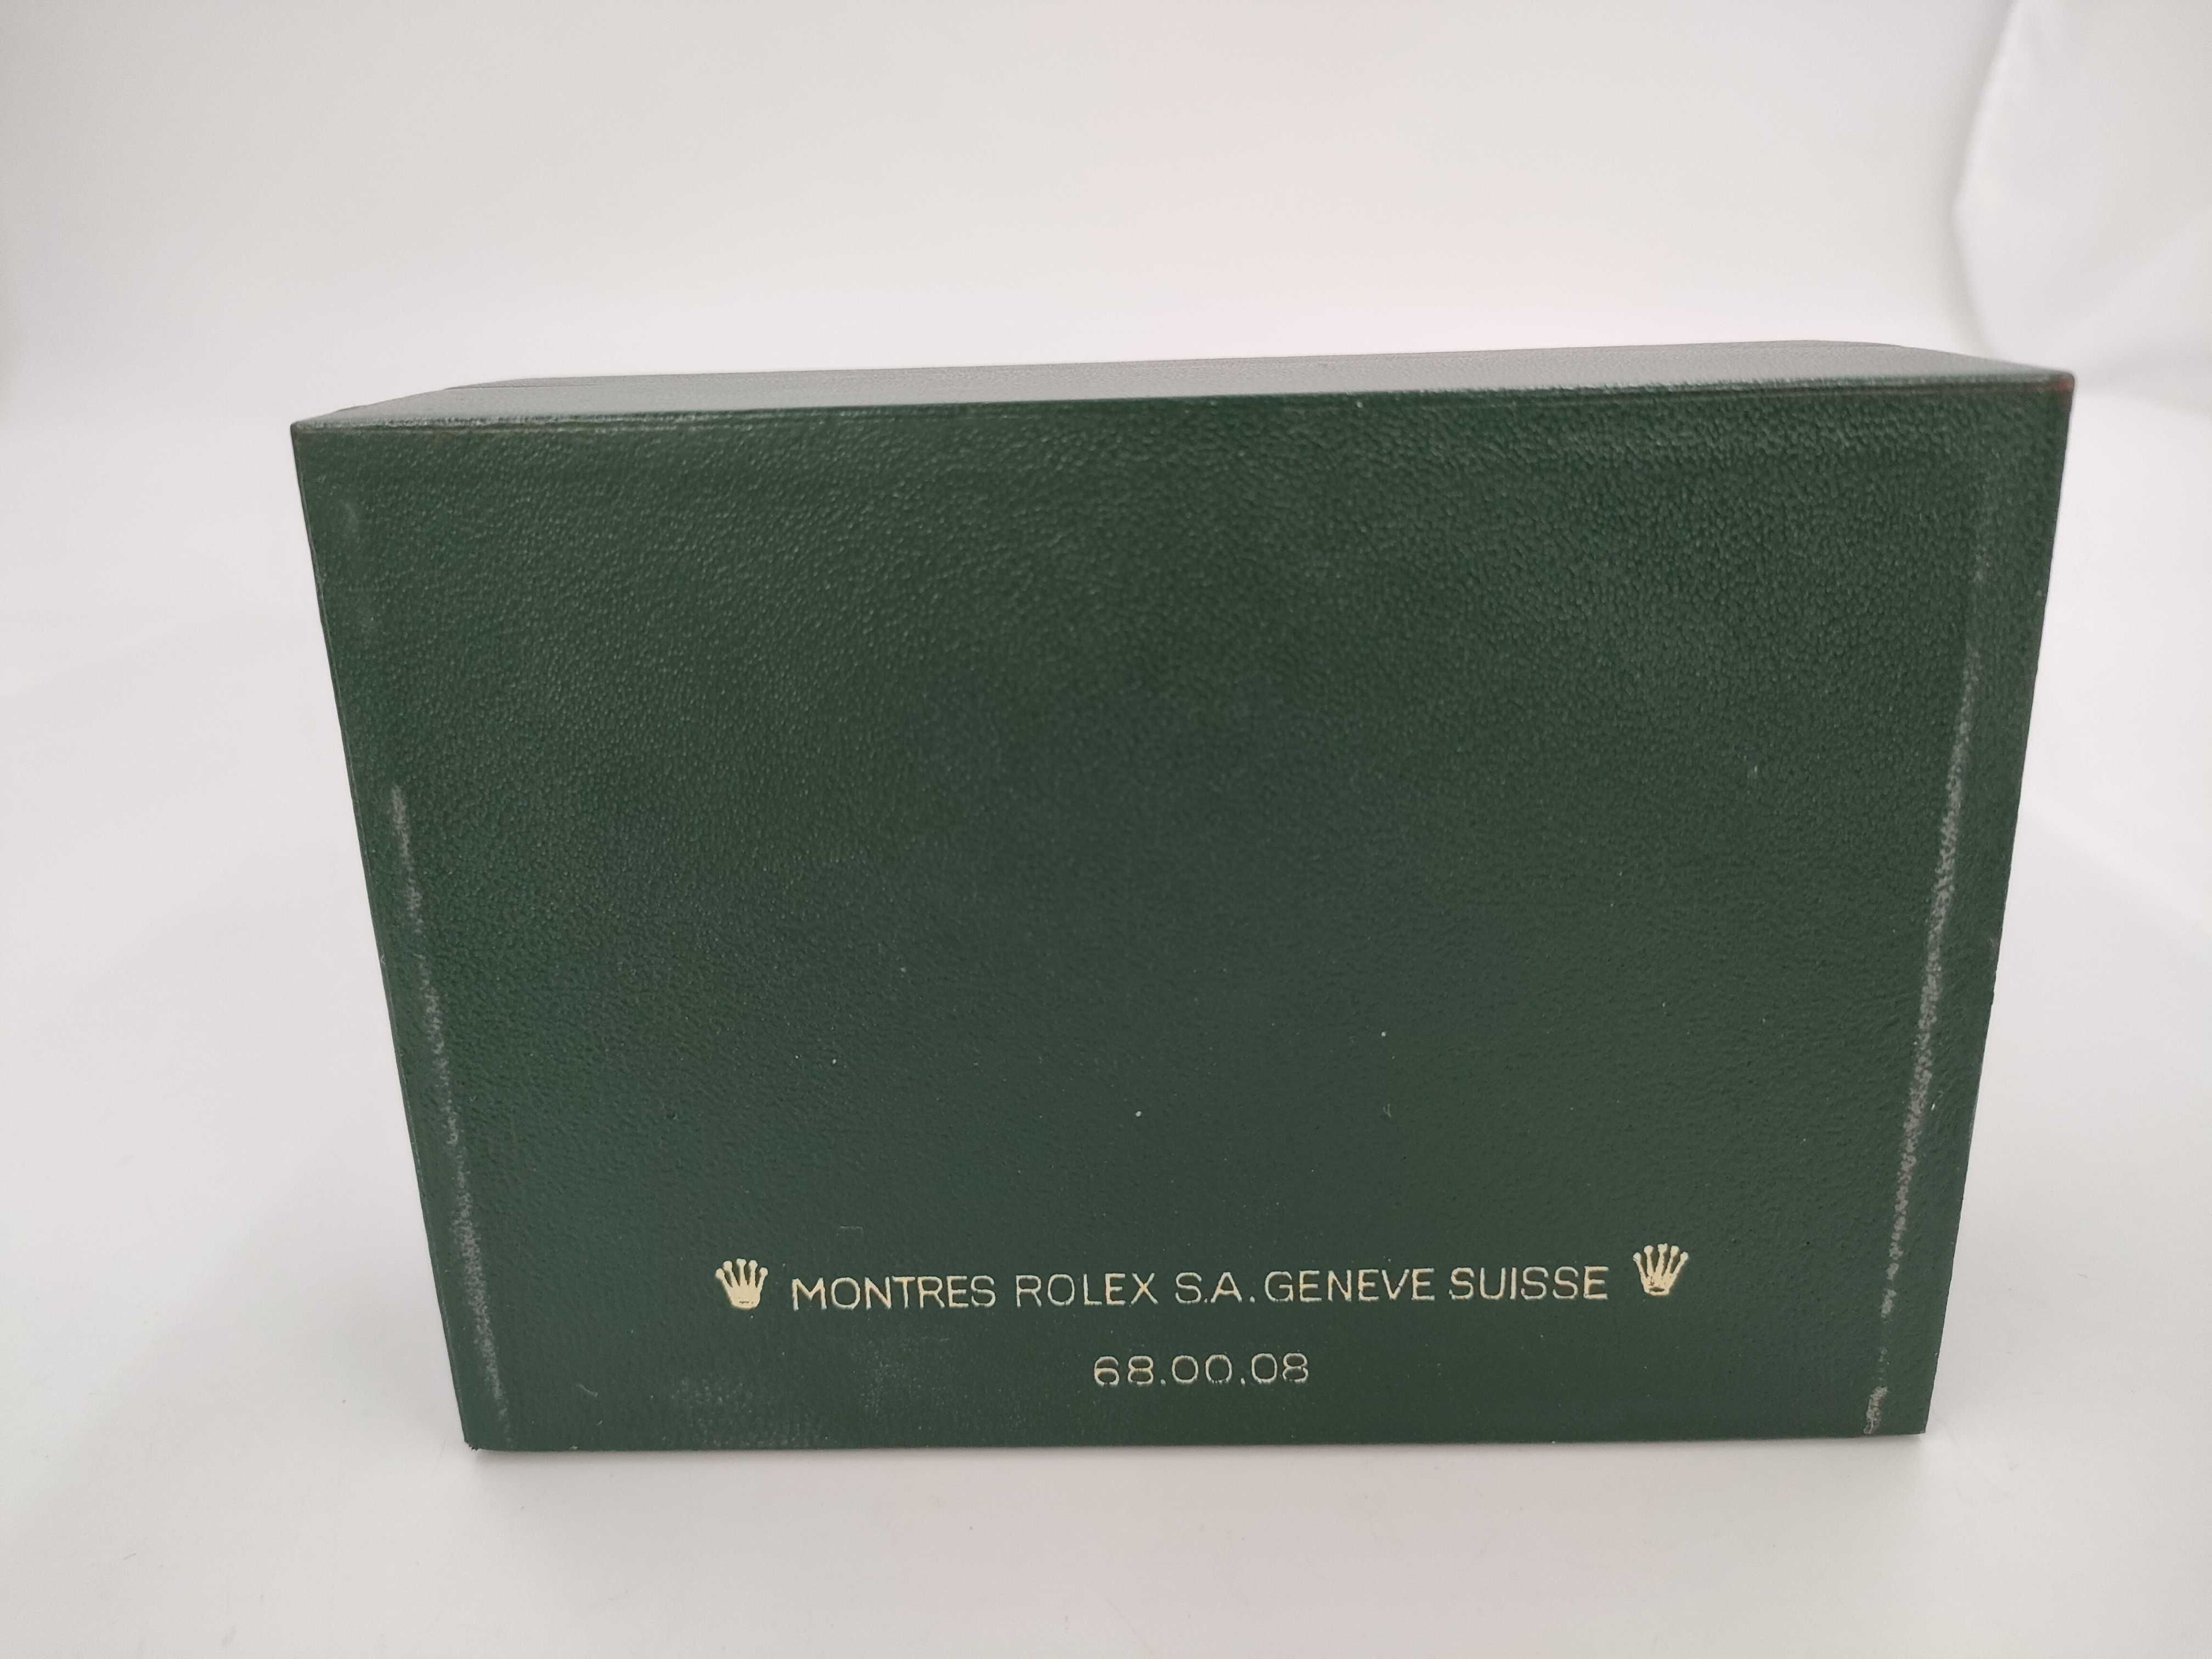 MONTRES ROLEX S.A. GENEVE SUISSE
68.00.08